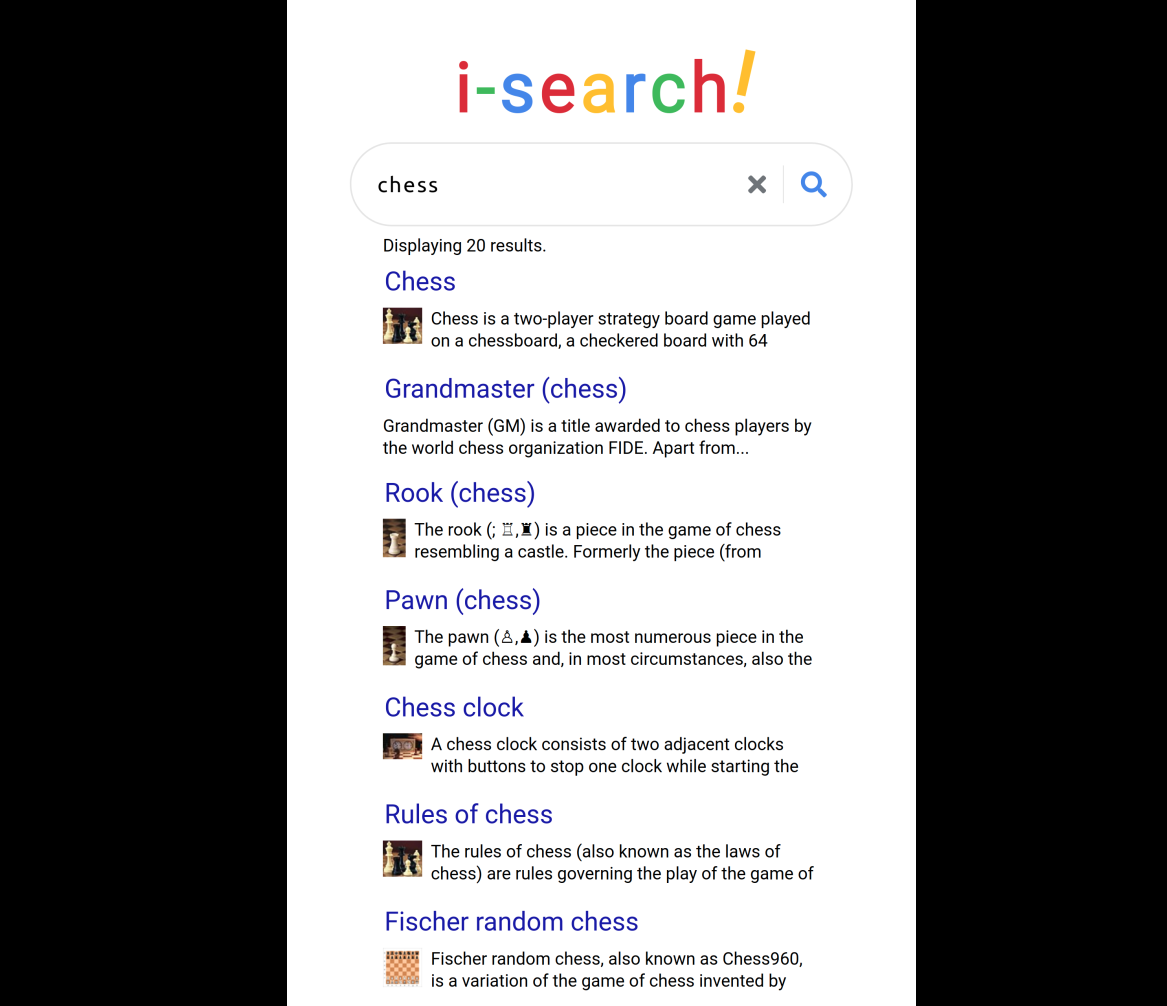 i-search!
chess
Displaying 20 results.
Chess
Chess is a two-player strategy board game played
on a chessboard, a checkered board with 64
Grandmaster (chess)
Grandmaster (GM) is a title awarded to chess players by
the world chess organization FIDE. Apart from...
Rook (chess)
The rook (; ♖,♜) is a piece in the game of chess
resembling a castle. Formerly the piece (from
Pawn (chess)
The pawn (♙,♟) is the most numerous piece in the
game of chess and, in most circumstances, also the
Chess clock
A chess clock consists of two adjacent clocks
with buttons to stop one clock while starting the
Rules of chess
The rules of chess (also known as the laws of
chess) are rules governing the play of the game of
Fischer random chess
Fischer random chess, also known as Chess960,
is a variation of the game of chess invented by